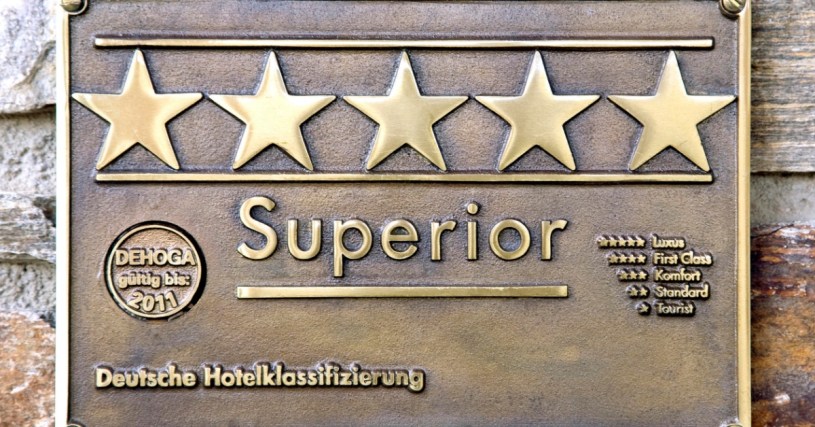 Superior
DEHOGA
gültig bis:
2011
Luxus
First Class
Komfort
Standard
Tourist
Deutsche Hotelklassifizierung